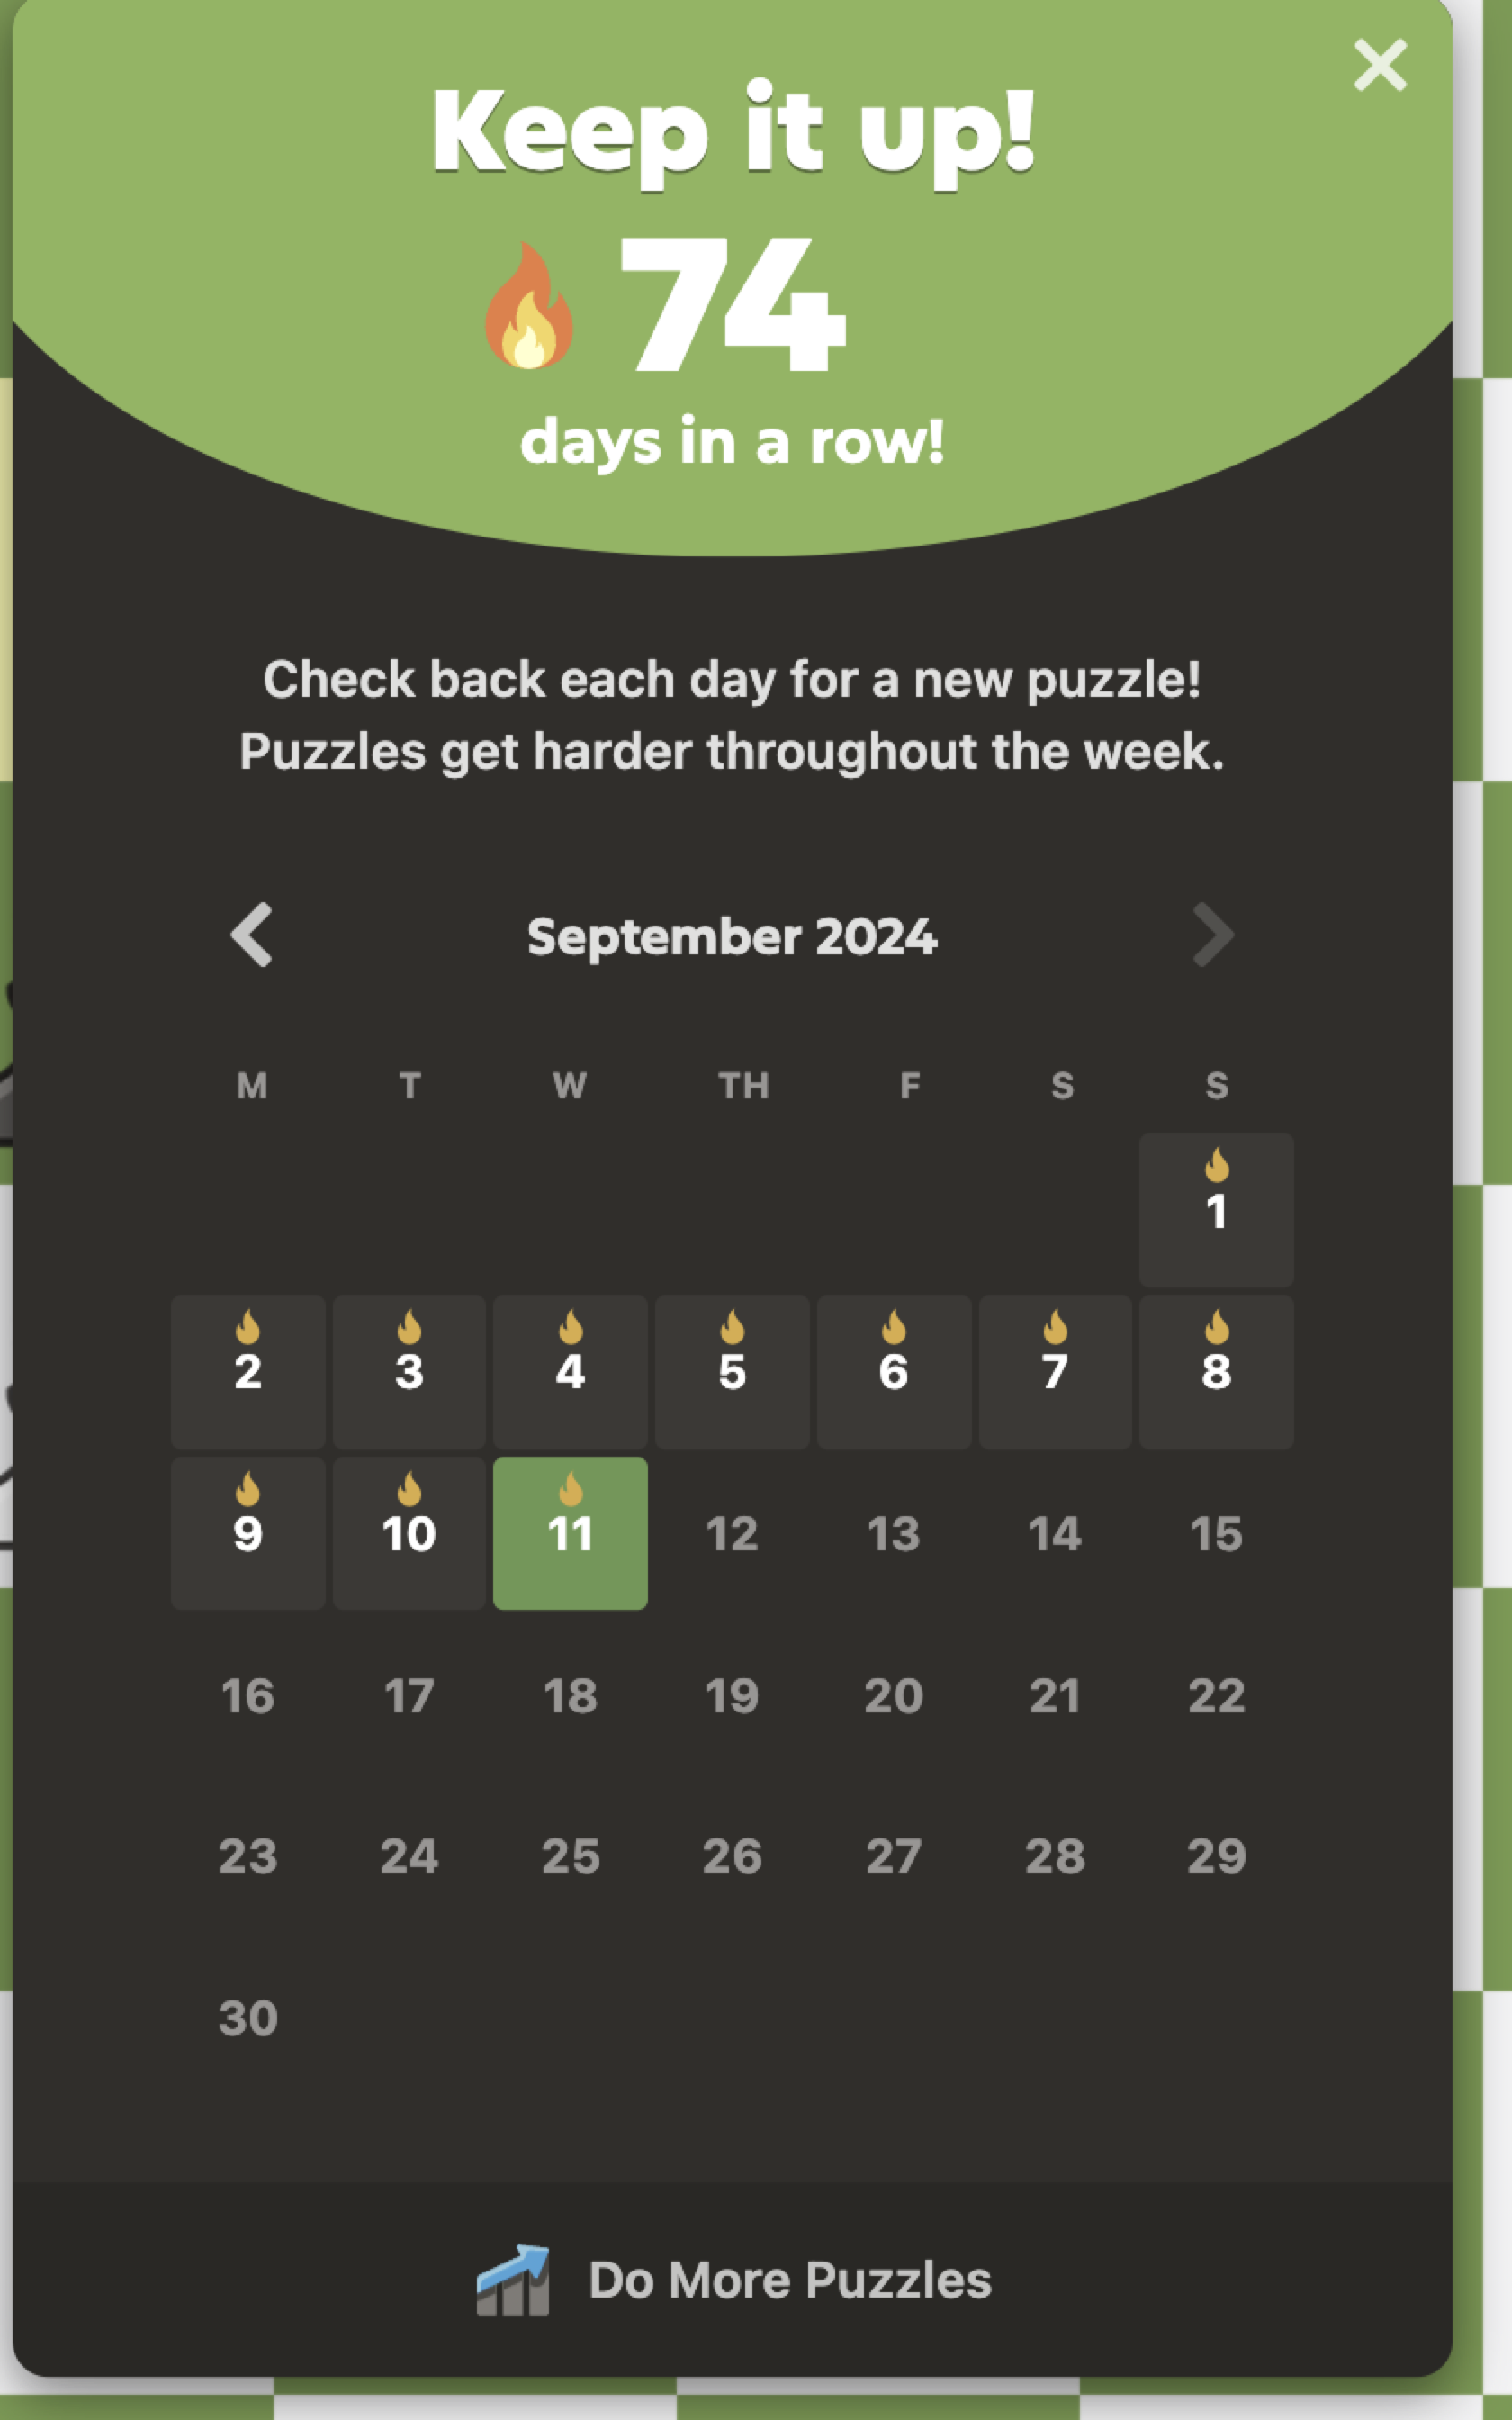 Keep it up!
74
days in a row!
Check back each day for a new puzzle!
Puzzles get harder throughout the week.
September 2024
M T W TH F S S
1
2 3 4 5 6 7 8
9 10 11 12 13 14 15
16 17 18 19 20 21 22
23 24 25 26 27 28 29
30
Do More Puzzles